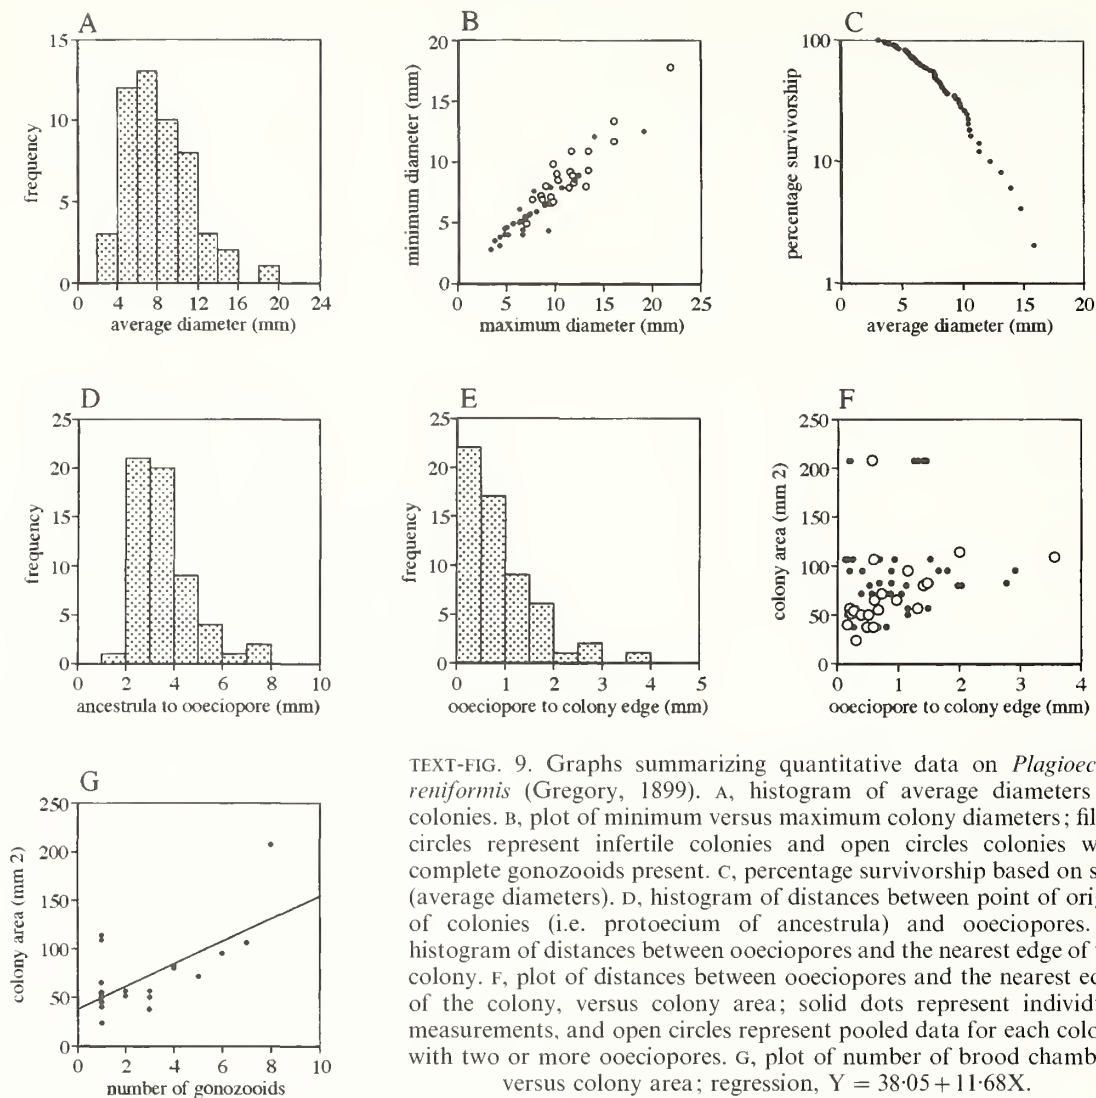 A
15
10
5
0
frequency
0 4 8 12 16 20 24
average diameter (mm)
B
20
15
10
5
0
minimum diameter (mm)
0 5 10 15 20 25
maximum diameter (mm)
C
100
10
1
percentage survivorship
0 5 10 15 20
average diameter (mm)
D
25
20
15
10
5
0
frequency
0 2 4 6 8 10
ancestrula to ooeciopore (mm)
E
25
20
15
10
5
0
frequency
0 1 2 3 4 5
ooeciopore to colony edge (mm)
F
250
200
150
100
50
0
colony area (mm 2)
0 1 2 3 4
ooeciopore to colony edge (mm)
G
250
200
150
100
50
0
colony area (mm 2)
0 2 4 6 8 10
number of gonozooids
TEXT-FIG. 9. Graphs summarizing quantitative data on Plagioec
reniformis (Gregory, 1899). A, histogram of average diameters
colonies. B, plot of minimum versus maximum colony diameters; fil
circles represent infertile colonies and open circles colonies w
complete gonozooids present. C, percentage survivorship based on s
(average diameters). D, histogram of distances between point of orig
of colonies (i.e. protoecium of ancestrula) and ooeciopores.
histogram of distances between ooeciopores and the nearest edge of
colony. F, plot of distances between ooeciopores and the nearest ed
of the colony, versus colony area; solid dots represent individ
measurements, and open circles represent pooled data for each colo
with two or more ooeciopores. G, plot of number of brood chamb
versus colony area; regression, Y = 38·05 + 11·68X.